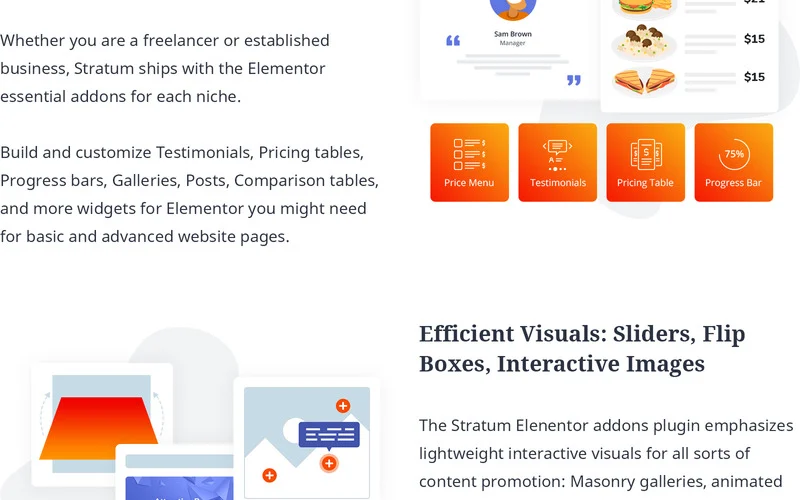 Whether you are a freelancer or established
business, Stratum ships with the Elementor
essential addons for each niche.
Build and customize Testimonials, Pricing tables,
Progress bars, Galleries, Posts, Comparison tables,
and more widgets for Elementor you might need
for basic and advanced website pages.
Sam Brown
Manager
$15
$15
Price Menu
Testimonials
Pricing Table
75%
Progress Bar
Efficient Visuals: Sliders, Flip
Boxes, Interactive Images
The Stratum Elenentor addons plugin emphasizes
lightweight interactive visuals for all sorts of
content promotion: Masonry galleries, animated